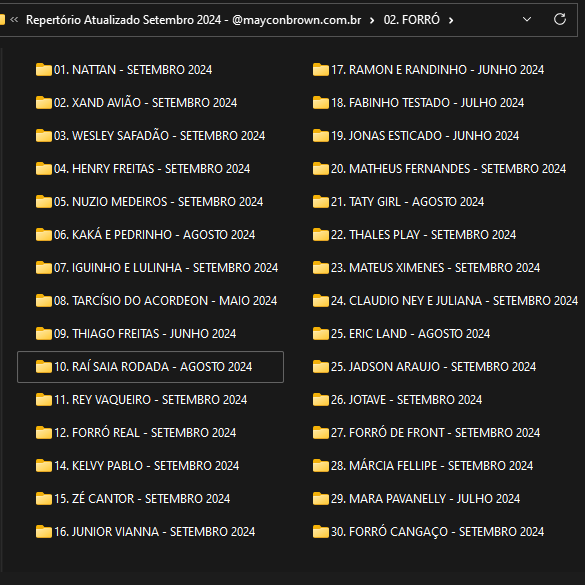 « Repertório Atualizado Setembro 2024 - @mayconbrown.com.br > 02. FORRÓ >
01. NATTAN - SETEMBRO 2024
02. XAND AVIÃO - SETEMBRO 2024
03. WESLEY SAFADÃO - SETEMBRO 2024
04. HENRY FREITAS - SETEMBRO 2024
05. NUZIO MEDEIROS - SETEMBRO 2024
06. KAKÁ E PEDRINHO - AGOSTO 2024
07. IGUINHO E LULINHA - SETEMBRO 2024
08. TARCÍSIO DO ACORDEON - MAIO 2024
09. THIAGO FREITAS - JUNHO 2024
10. RAÍ SAIA RODADA - AGOSTO 2024
11. REY VAQUEIRO - SETEMBRO 2024
12. FORRÓ REAL - SETEMBRO 2024
14. KELVY PABLO - SETEMBRO 2024
15. ZÉ CANTOR - SETEMBRO 2024
16. JUNIOR VIANNA - SETEMBRO 2024
17. RAMON E RANDINHO - JUNHO 2024
18. FABINHO TESTADO - JULHO 2024
19. JONAS ESTICADO - JUNHO 2024
20. MATHEUS FERNANDES - SETEMBRO 2024
21. TATY GIRL - AGOSTO 2024
22. THALES PLAY - SETEMBRO 2024
23. MATEUS XIMENES - SETEMBRO 2024
24. CLAUDIO NEY E JULIANA - SETEMBRO 2024
25. ERIC LAND - AGOSTO 2024
25. JADSON ARAUJO - SETEMBRO 2024
26. JOTAVE - SETEMBRO 2024
27. FORRÓ DE FRONT - SETEMBRO 2024
28. MÁRCIA FELLIPE - SETEMBRO 2024
29. MARA PAVANELLY - JULHO 2024
30. FORRÓ CANGAÇO - SETEMBRO 2024